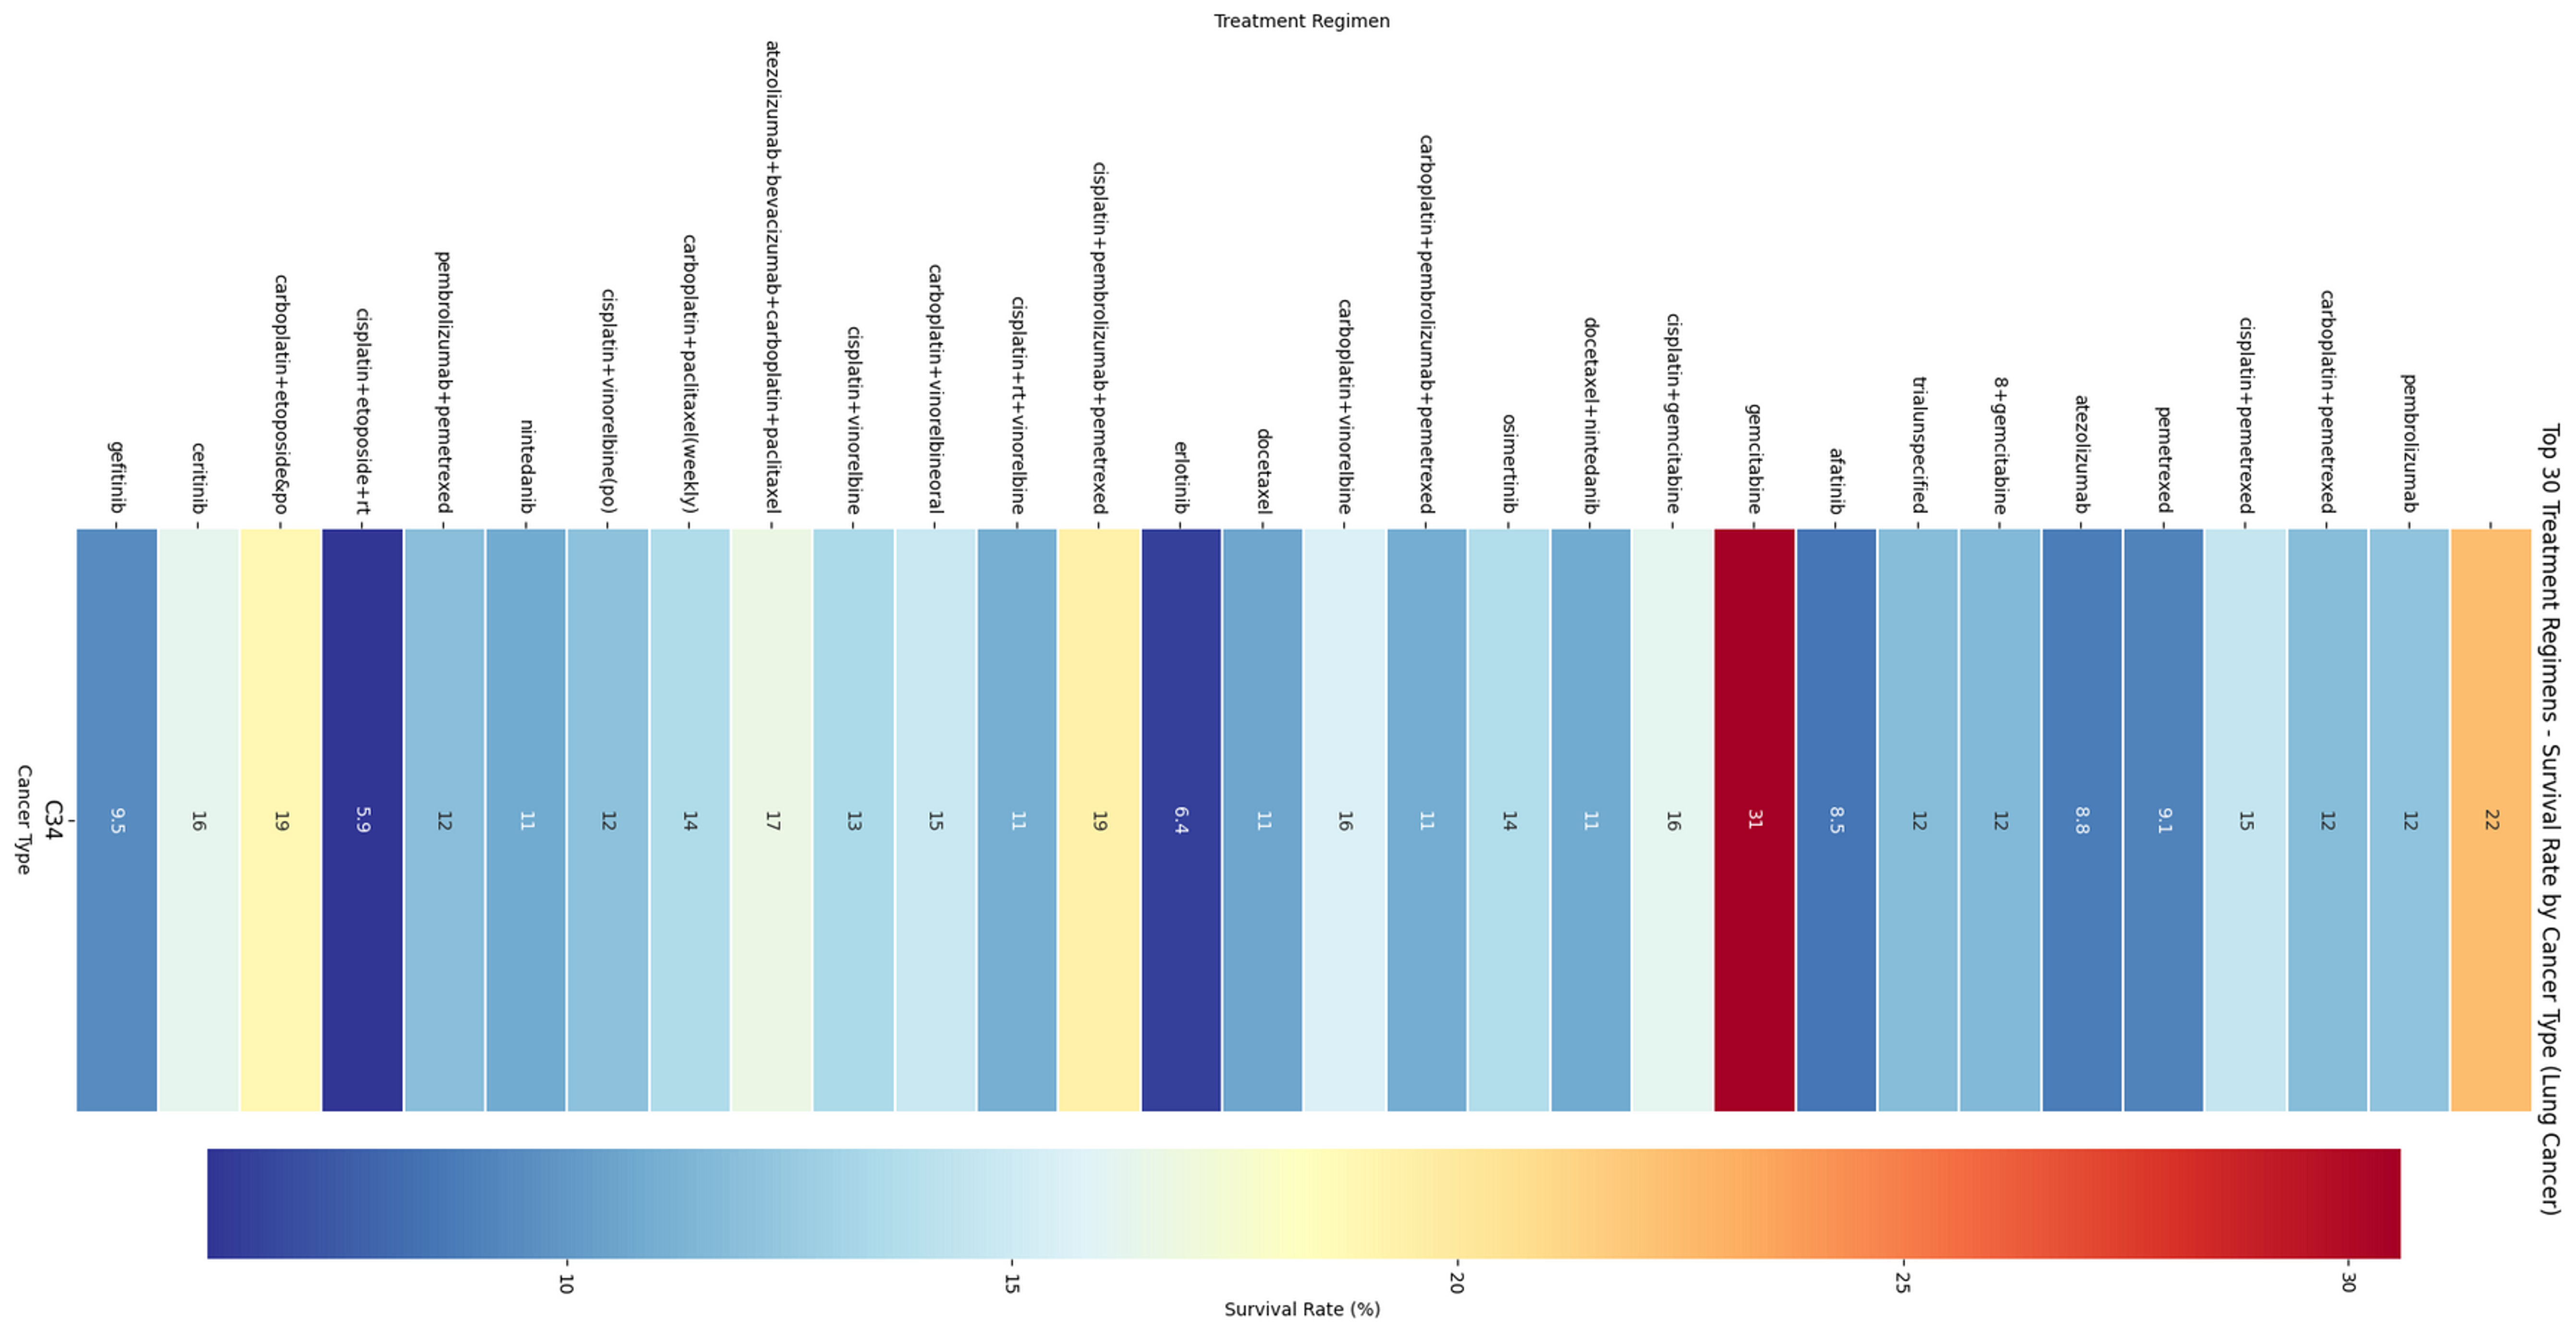 Top 30 Treatment Regimens - Survival Rate by Cancer Type (Lung Cancer)
Treatment Regimen
22
pembrolizumab 12
carboplatin+pemetrexed 12
cisplatin+pemetrexed 15
pemetrexed 9.1
atezolizumab 8.8
8+gemcitabine 12
trialunspecified 12
afatinib 8.5
gemcitabine 31
cisplatin+gemcitabine 16
docetaxel+nintedanib 11
osimertinib 14
carboplatin+pembrolizumab+pemetrexed 11
carboplatin+vinorelbine 16
docetaxel 11
erlotinib 6.4
cisplatin+pembrolizumab+pemetrexed 19
cisplatin+rt+vinorelbine 11
carboplatin+vinorelbineoral 15
cisplatin+vinorelbine 13
atezolizumab+bevacizumab+carboplatin+paclitaxel 17
carboplatin+paclitaxel(weekly) 14
cisplatin+vinorelbine(po) 12
nintedanib 11
pembrolizumab+pemetrexed 12
cisplatin+etoposide+rt 5.9
carboplatin+etoposide&po 19
ceritinib 16
gefitinib 9.5
C34
Cancer Type
30
25
20
15
10
Survival Rate (%)